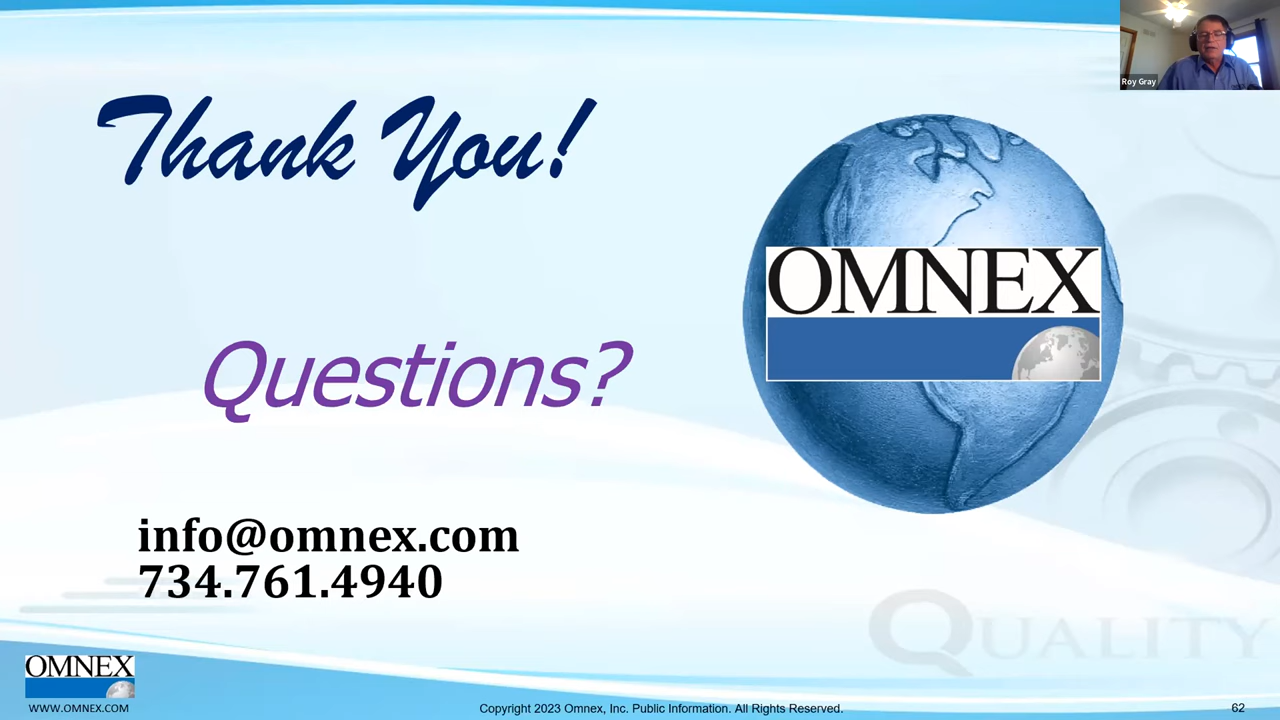 Roy Gray
Thank You!
OMNEX
Questions?
info@omnex.com
734.761.4940
QUALITY
OMNEX
WWW.OMNEX.COM
Copyright 2023 Omnex, Inc. Public Information. All Rights Reserved.
62